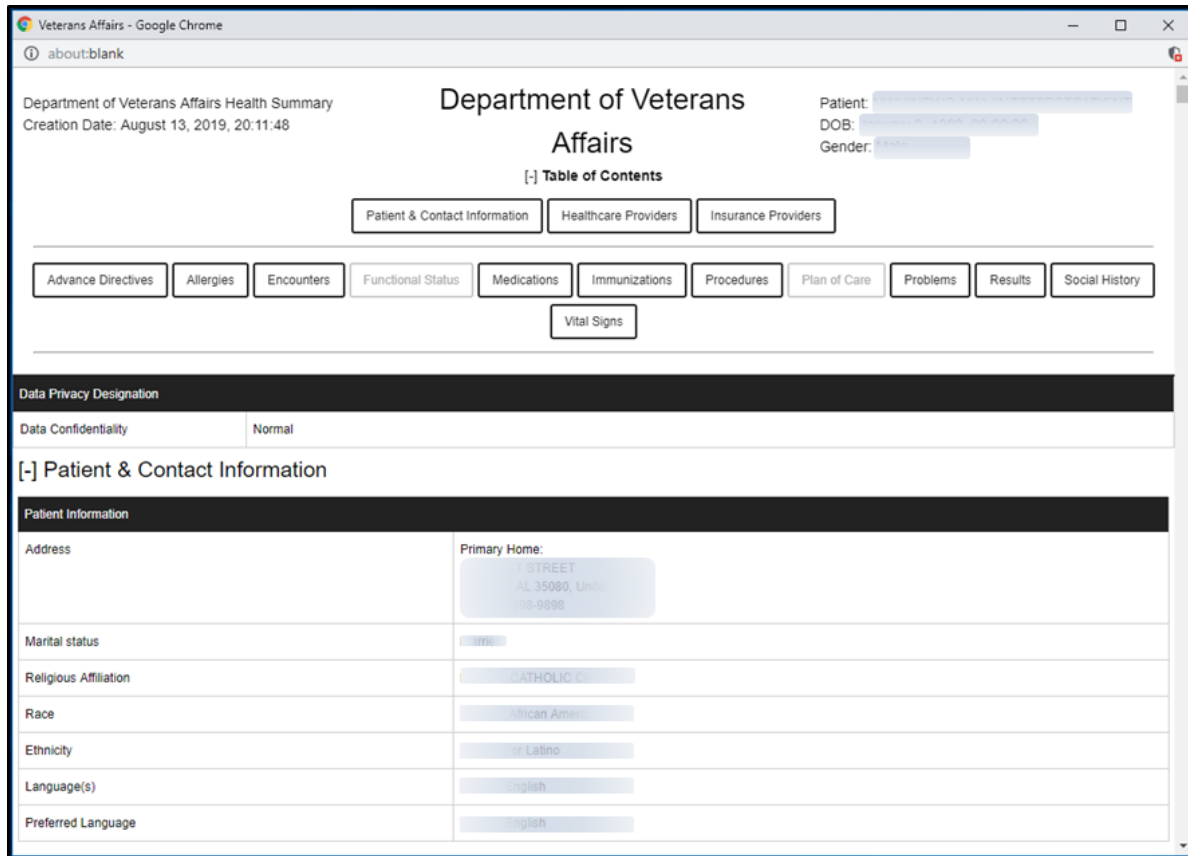 Veterans Affairs - Google Chrome
about:blank
Department of Veterans Affairs Health Summary
Creation Date: August 13, 2019, 20:11:48
Department of Veterans
Affairs
Patient:
DOB:
Gender:
[-] Table of Contents
Patient & Contact Information Healthcare Providers Insurance Providers
Advance Directives Allergies Encounters Functional Status Medications Immunizations Procedures Plan of Care Problems Results Social History
Vital Signs
Data Privacy Designation
Data Confidentiality Normal
[-] Patient & Contact Information
Patient Information
Address Primary Home:
Marital status
Religious Affiliation
Race
Ethnicity
Language(s)
Preferred Language